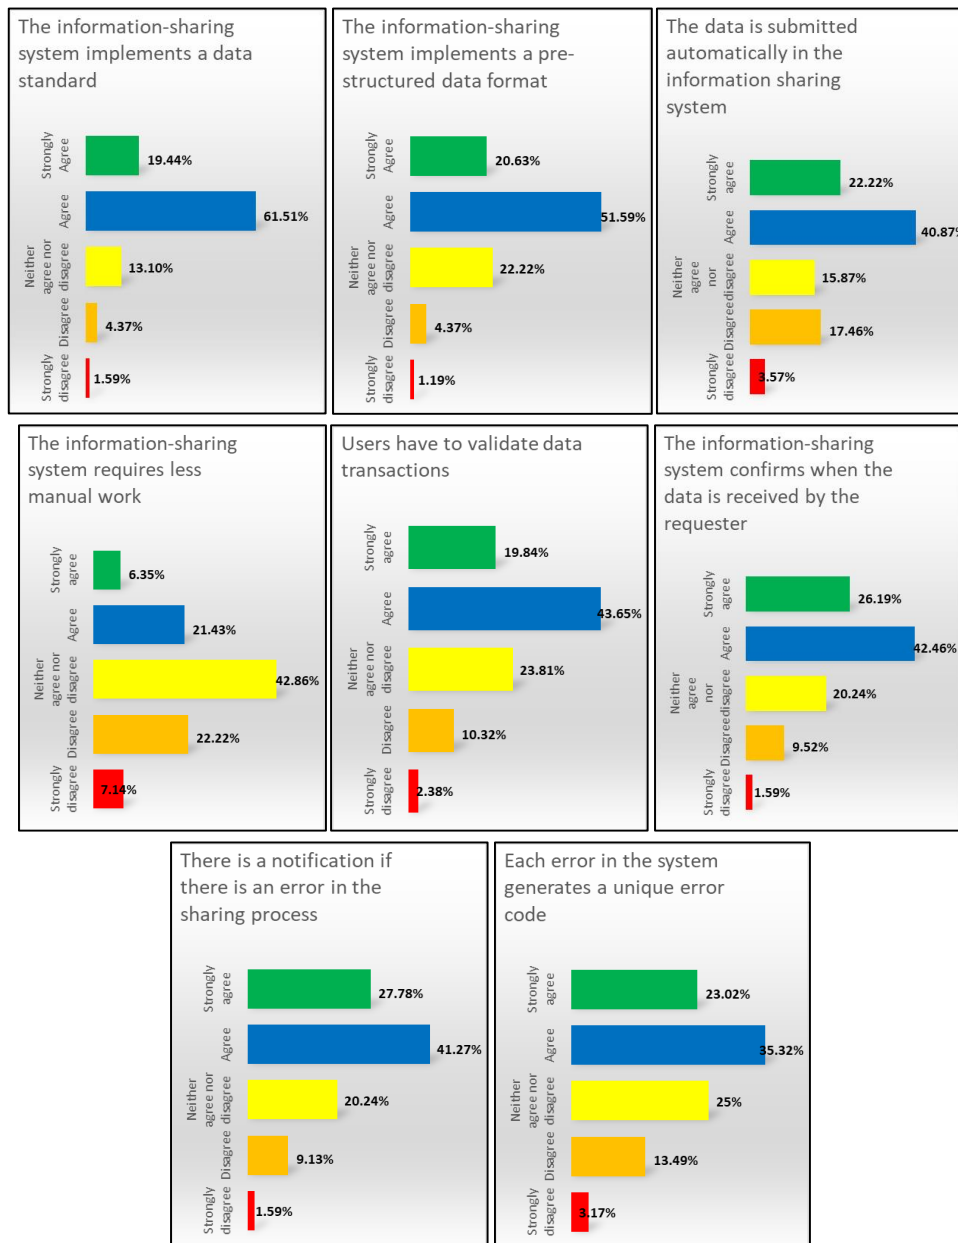 The information-sharing
system implements a data
standard
Strongly
Agree
19.44%
Agree
61.51%
Neither
agree nor
disagree
13.10%
Disagree
4.37%
Strongly
disagree
1.59%
The information-sharing
system implements a pre-
structured data format
Strongly
Agree
20.63%
Agree
51.59%
Neither
agree nor
disagree
22.22%
Disagree
4.37%
Strongly
disagree
1.19%
The data is submitted
automatically in the
information sharing
system
Strongly
agree
22.22%
Agree
40.87%
Neither
agree
nor
disagree
15.87%
Disagree
17.46%
Strongly
disagree
3.57%
The information-sharing
system requires less
manual work
Strongly
agree
6.35%
Agree
21.43%
Neither
agree nor
disagree
42.86%
Disagree
22.22%
Strongly
disagree
7.14%
Users have to validate data
transactions
Strongly
agree
19.84%
Agree
43.65%
Neither
agree nor
disagree
23.81%
Disagree
10.32%
Strongly
disagree
2.38%
The information-sharing
system confirms when the
data is received by the
requester
Strongly
agree
26.19%
Agree
42.46%
Neither
agree
nor
disagree
20.24%
Disagree
9.52%
Strongly
disagree
1.59%
There is a notification if
there is an error in the
sharing process
Strongly
agree
27.78%
Agree
41.27%
Neither
agree nor
disagree
20.24%
Disagree
9.13%
Strongly
disagree
1.59%
Each error in the system
generates a unique error
code
Strongly
agree
23.02%
Agree
35.32%
Neither
agree nor
disagree
25%
Disagree
13.49%
Strongly
disagree
3.17%